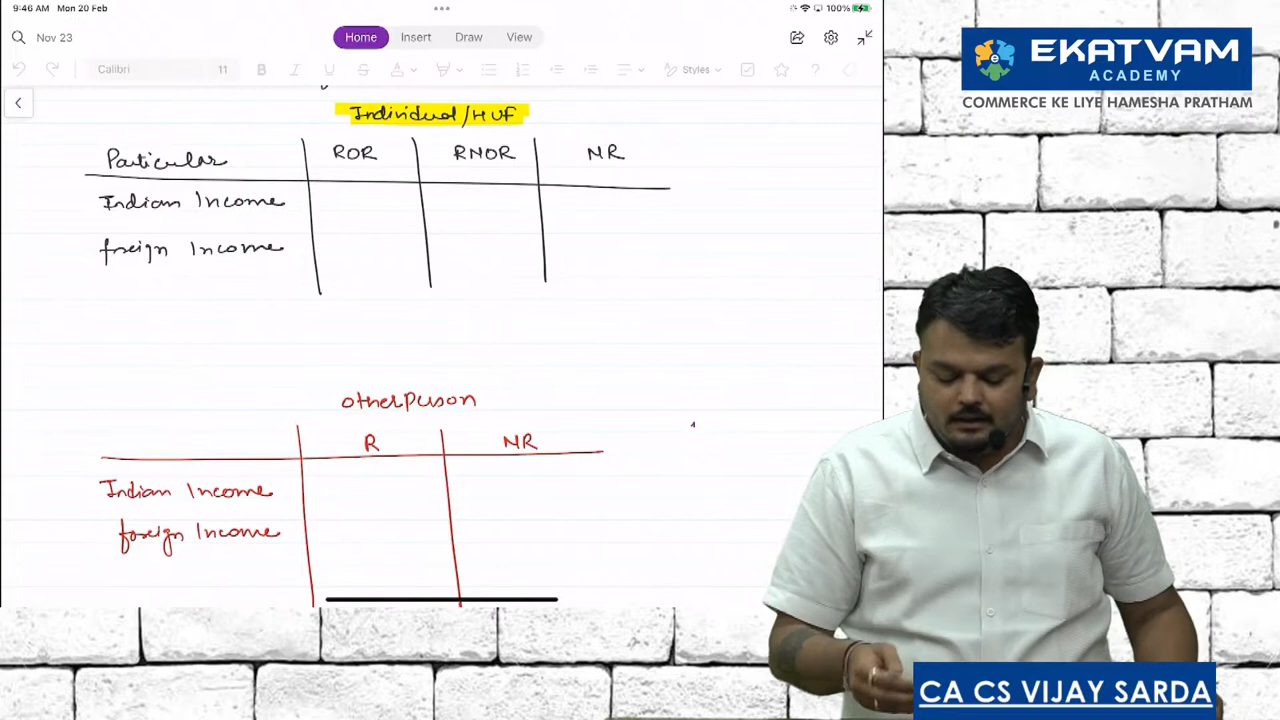 9:46 AM Mon 20 Feb
100%
Nov 23
Home Insert Draw View
Calibri 11 B I U S A Styles ?
Individual/HUF
Particular ROR RNOR NR
Indian Income
foreign Income
other Person
R NR
Indian Income
foreign Income
EKATVAM
ACADEMY
COMMERCE KE LIYE HAMESHA PRATHAM
CA CS VIJAY SARDA